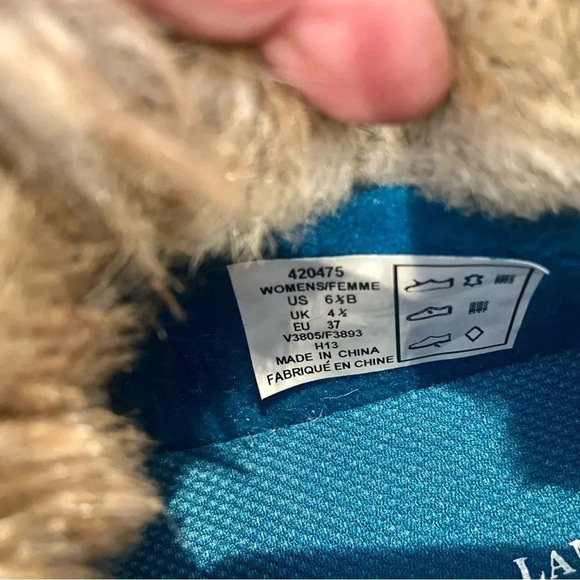 420475
WOMENS/FEMME
US 6½B
UK 4½
EU 37
V3805/F3893
H13
MADE IN CHINA
FABRIQUÉ EN CHINE